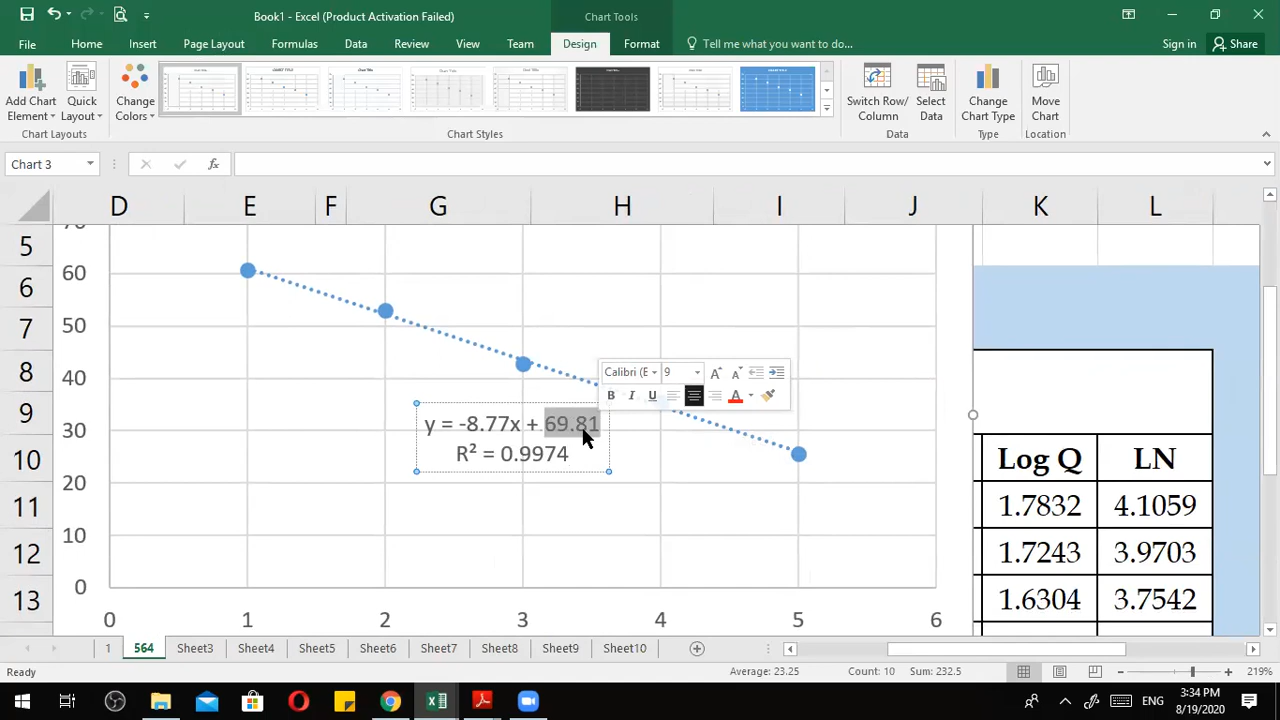 Book1 - Excel (Product Activation Failed)
Chart Tools
File
Home
Insert
Page Layout
Formulas
Data
Review
View
Team
Design
Format
Tell me what you want to do...
Sign in
Share
Add Chart
Element
Quick
Layout
Change
Colors
Switch Row/
Column
Select
Data
Change
Chart Type
Move
Chart
Chart Layouts
Chart Styles
Data
Type
Location
Chart 3
fx
D E F G H I J K L
5
6
7
8
9
10
11
12
13
60
50
40
30
20
10
0
0 1 2 3 4 5 6
Calibri (E
9
B I U A
y = -8.77x + 69.81
R² = 0.9974
Log Q LN
1.7832 4.1059
1.7243 3.9703
1.6304 3.7542
1 564 Sheet3 Sheet4 Sheet5 Sheet6 Sheet7 Sheet8 Sheet9 Sheet10
Ready
Average: 23.25 Count: 10 Sum: 232.5
219%
ENG
3:34 PM
8/19/2020